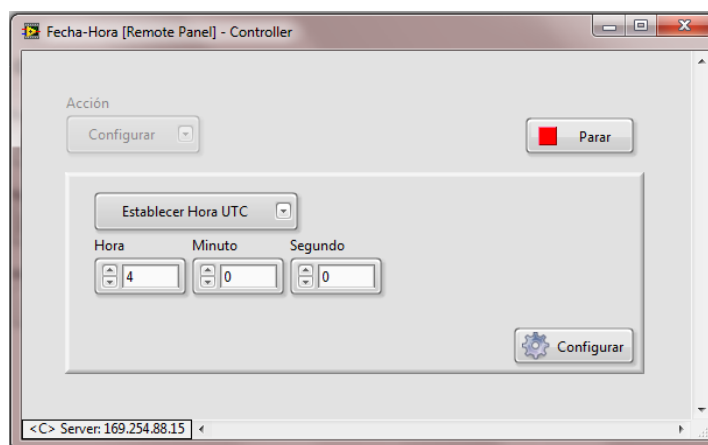 Fecha-Hora [Remote Panel] - Controller
Acción
Configurar
Parar
Establecer Hora UTC
Hora Minuto Segundo
4 0 0
Configurar
<C> Server: 169.254.88.15